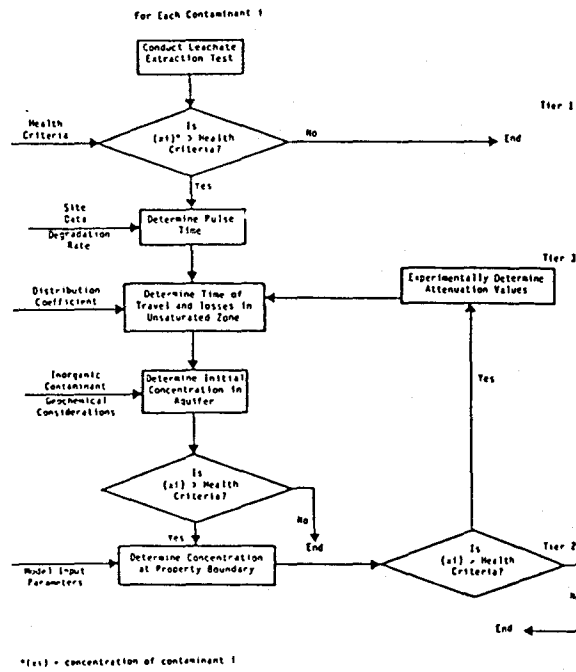 For Each Contaminant i
Conduct Leachate
Extraction Test
Tier 1
Health
Criteria
Is
{xi}* > Health
Criteria?
No
End
Yes
Site
Data
Degradation
Rate
Determine Pulse
Time
Tier 3
Distribution
Coefficient
Determine Time of
Travel and losses in
Unsaturated Zone
Experimentally Determine
Attenuation Values
Yes
Inorganic
Contaminant
Geochemical
Considerations
Determine Initial
Concentration in
Aquifer
Is
{xi} > Health
Criteria?
No
End
Yes
Model Input
Parameters
Determine Concentration
at Property Boundary
Is
{xi} > Health
Criteria?
Tier 2
End
*{xi} = concentration of contaminant i